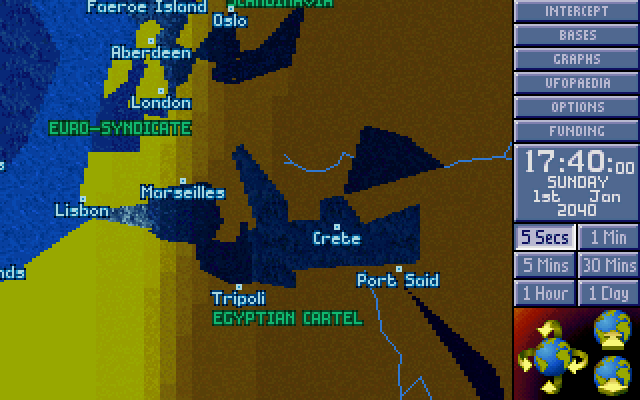 SCANDINAVIA
Faeroe Island
Oslo
Aberdeen
London
EURO-SYNDICATE
Marseilles
Lisbon
Crete
nds
Port Said
Tripoli
EGYPTIAN CARTEL
INTERCEPT
BASES
GRAPHS
UFOPAEDIA
OPTIONS
FUNDING
17:40:00
SUNDAY
1st Jan
2040
5 Secs 1 Min
5 Mins 30 Mins
1 Hour 1 Day